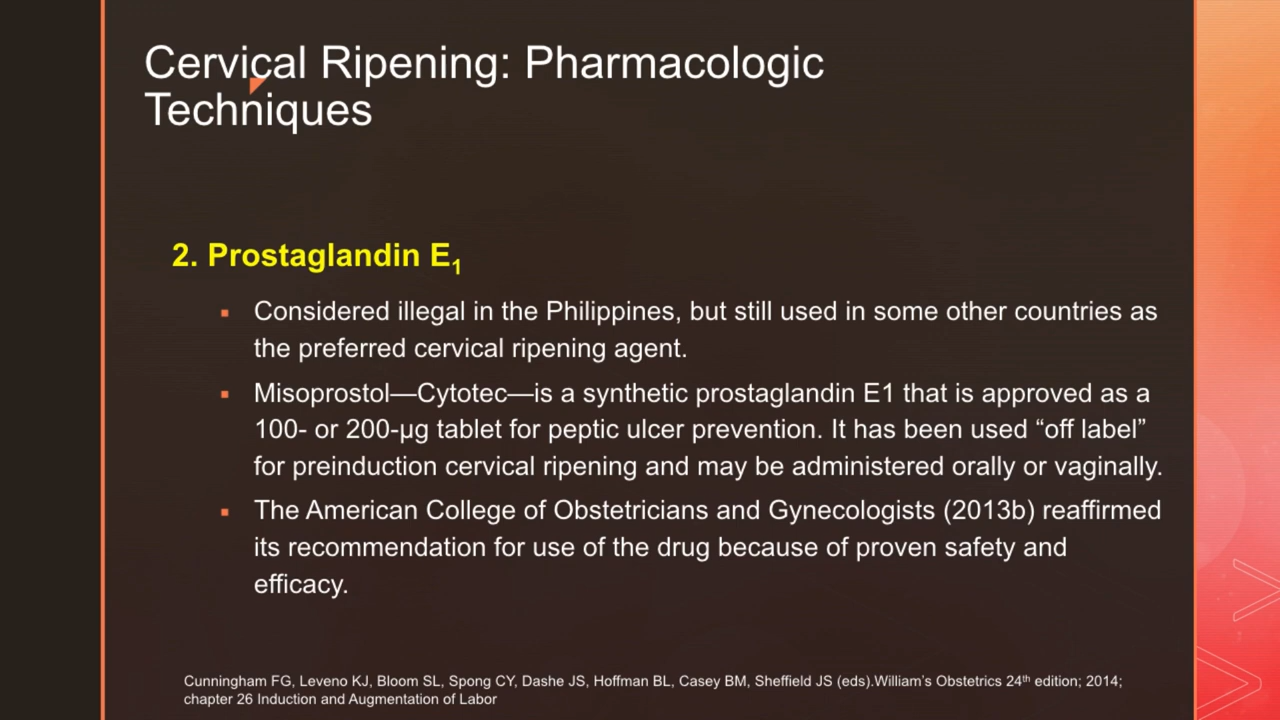 Cervical Ripening: Pharmacologic
Techniques
2. Prostaglandin E₁
▪ Considered illegal in the Philippines, but still used in some other countries as
the preferred cervical ripening agent.
▪ Misoprostol—Cytotec—is a synthetic prostaglandin E1 that is approved as a
100- or 200-μg tablet for peptic ulcer prevention. It has been used “off label”
for preinduction cervical ripening and may be administered orally or vaginally.
▪ The American College of Obstetricians and Gynecologists (2013b) reaffirmed
its recommendation for use of the drug because of proven safety and
efficacy.
Cunningham FG, Leveno KJ, Bloom SL, Spong CY, Dashe JS, Hoffman BL, Casey BM, Sheffield JS (eds).William’s Obstetrics 24th edition; 2014;
chapter 26 Induction and Augmentation of Labor